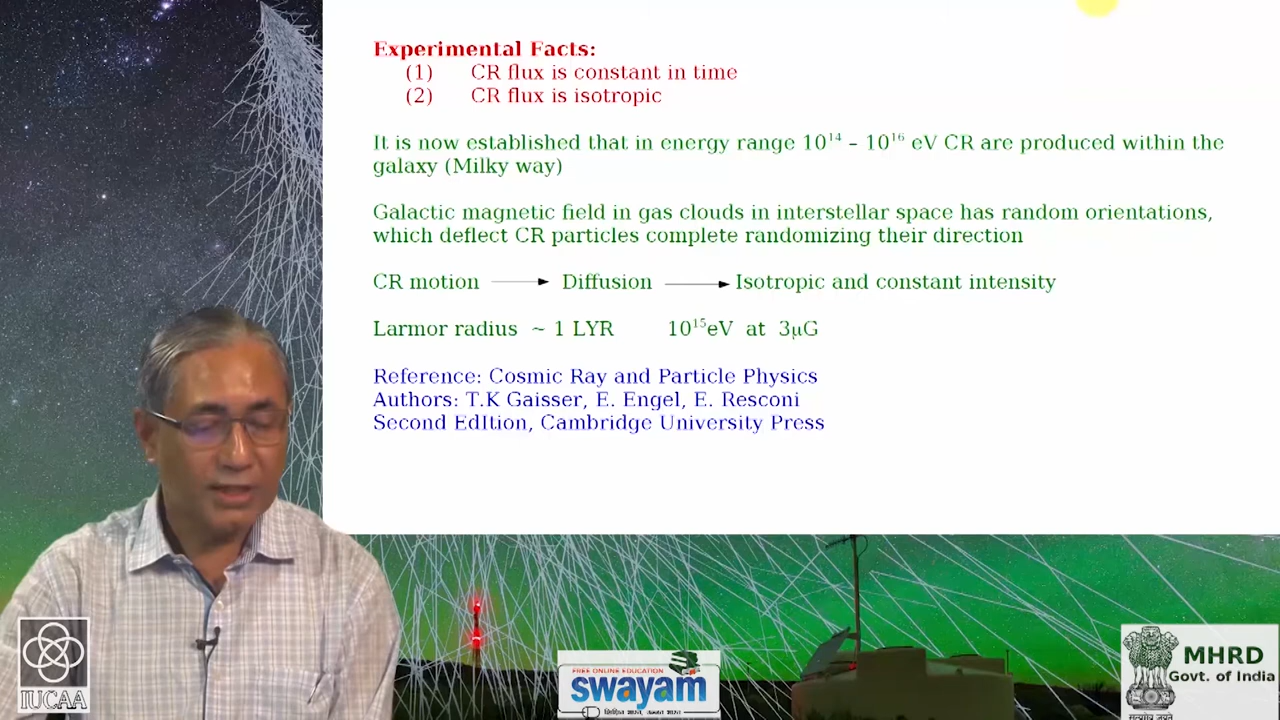 Experimental Facts:
(1) CR flux is constant in time
(2) CR flux is isotropic
It is now established that in energy range 10¹⁴ – 10¹⁶ eV CR are produced within the
galaxy (Milky way)
Galactic magnetic field in gas clouds in interstellar space has random orientations,
which deflect CR particles complete randomizing their direction
CR motion → Diffusion → Isotropic and constant intensity
Larmor radius ~ 1 LYR 10¹⁵eV at 3μG
Reference: Cosmic Ray and Particle Physics
Authors: T.K Gaisser, E. Engel, E. Resconi
Second EdItion, Cambridge University Press
IUCAA
FREE ONLINE EDUCATION
swayam
MHRD
Govt. of India